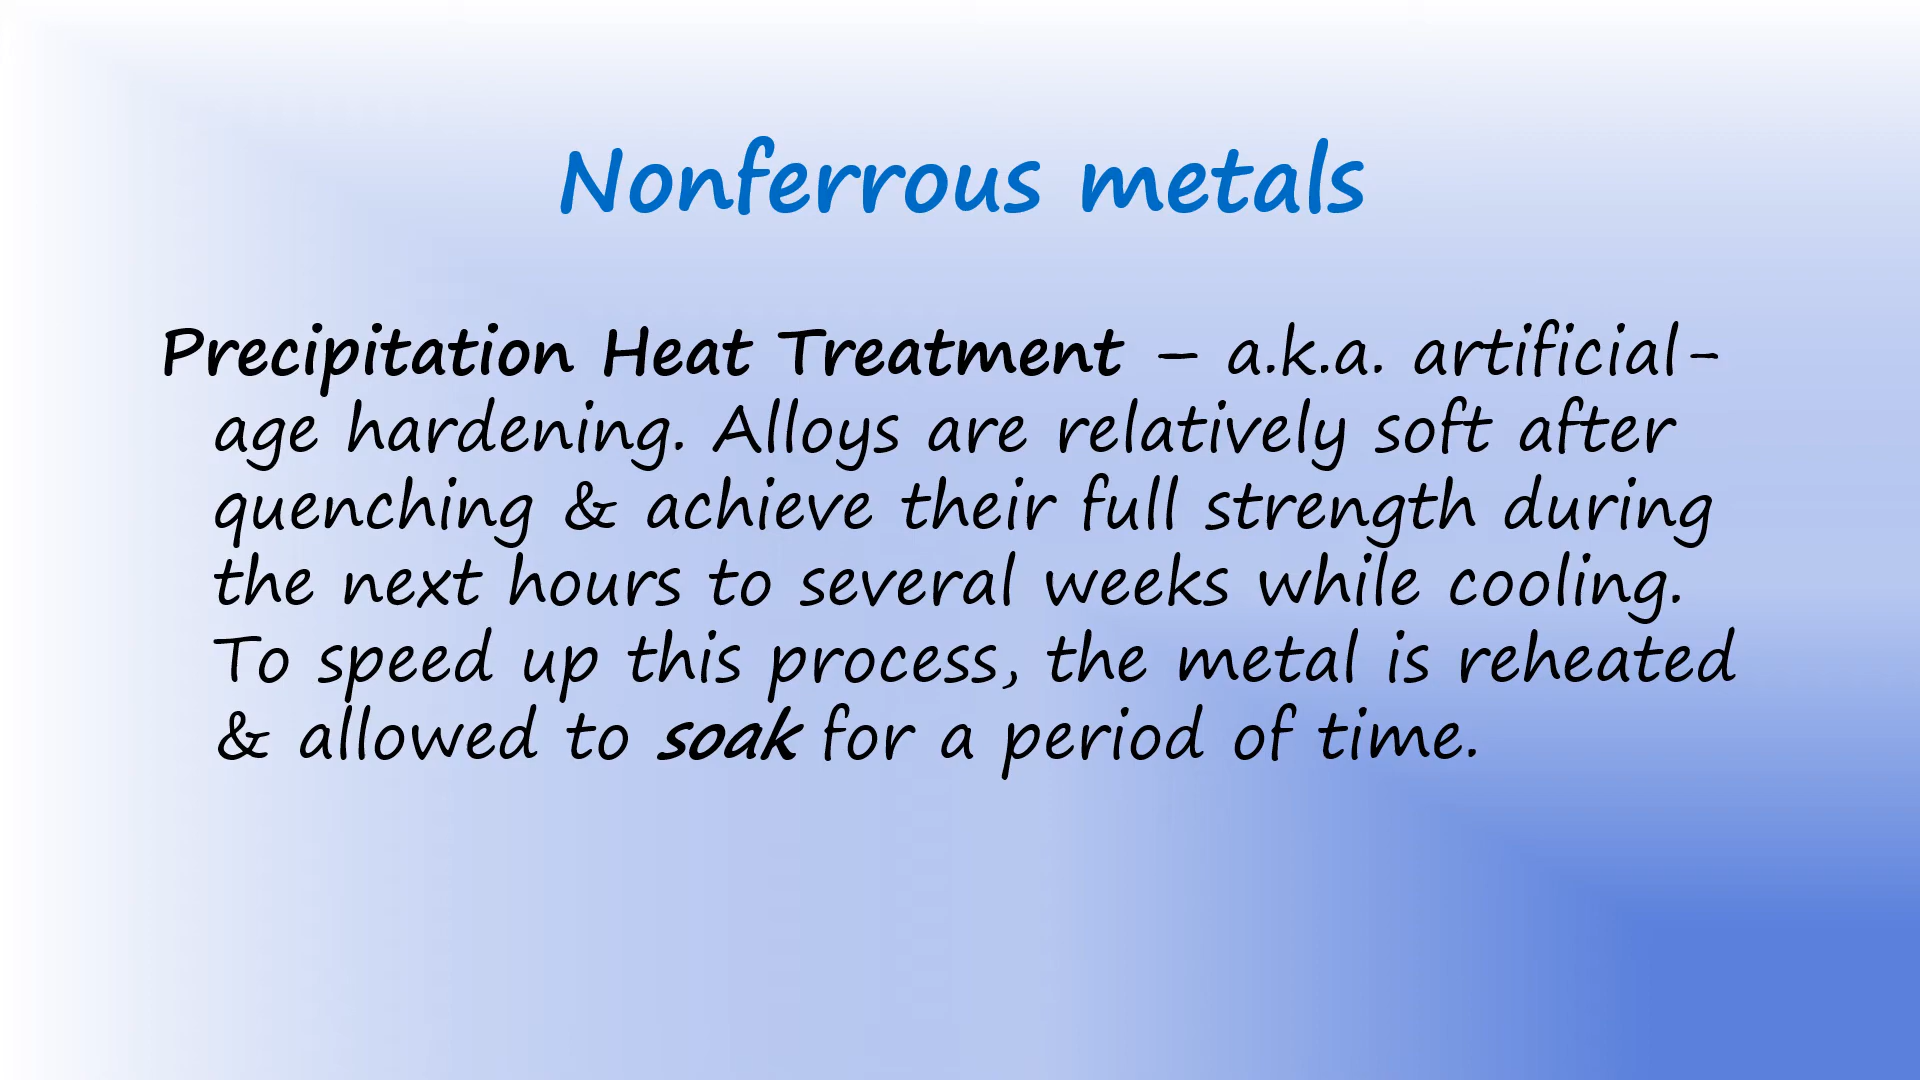 Nonferrous metals
Precipitation Heat Treatment – a.k.a. artificial-
age hardening. Alloys are relatively soft after
quenching & achieve their full strength during
the next hours to several weeks while cooling.
To speed up this process, the metal is reheated
& allowed to soak for a period of time.